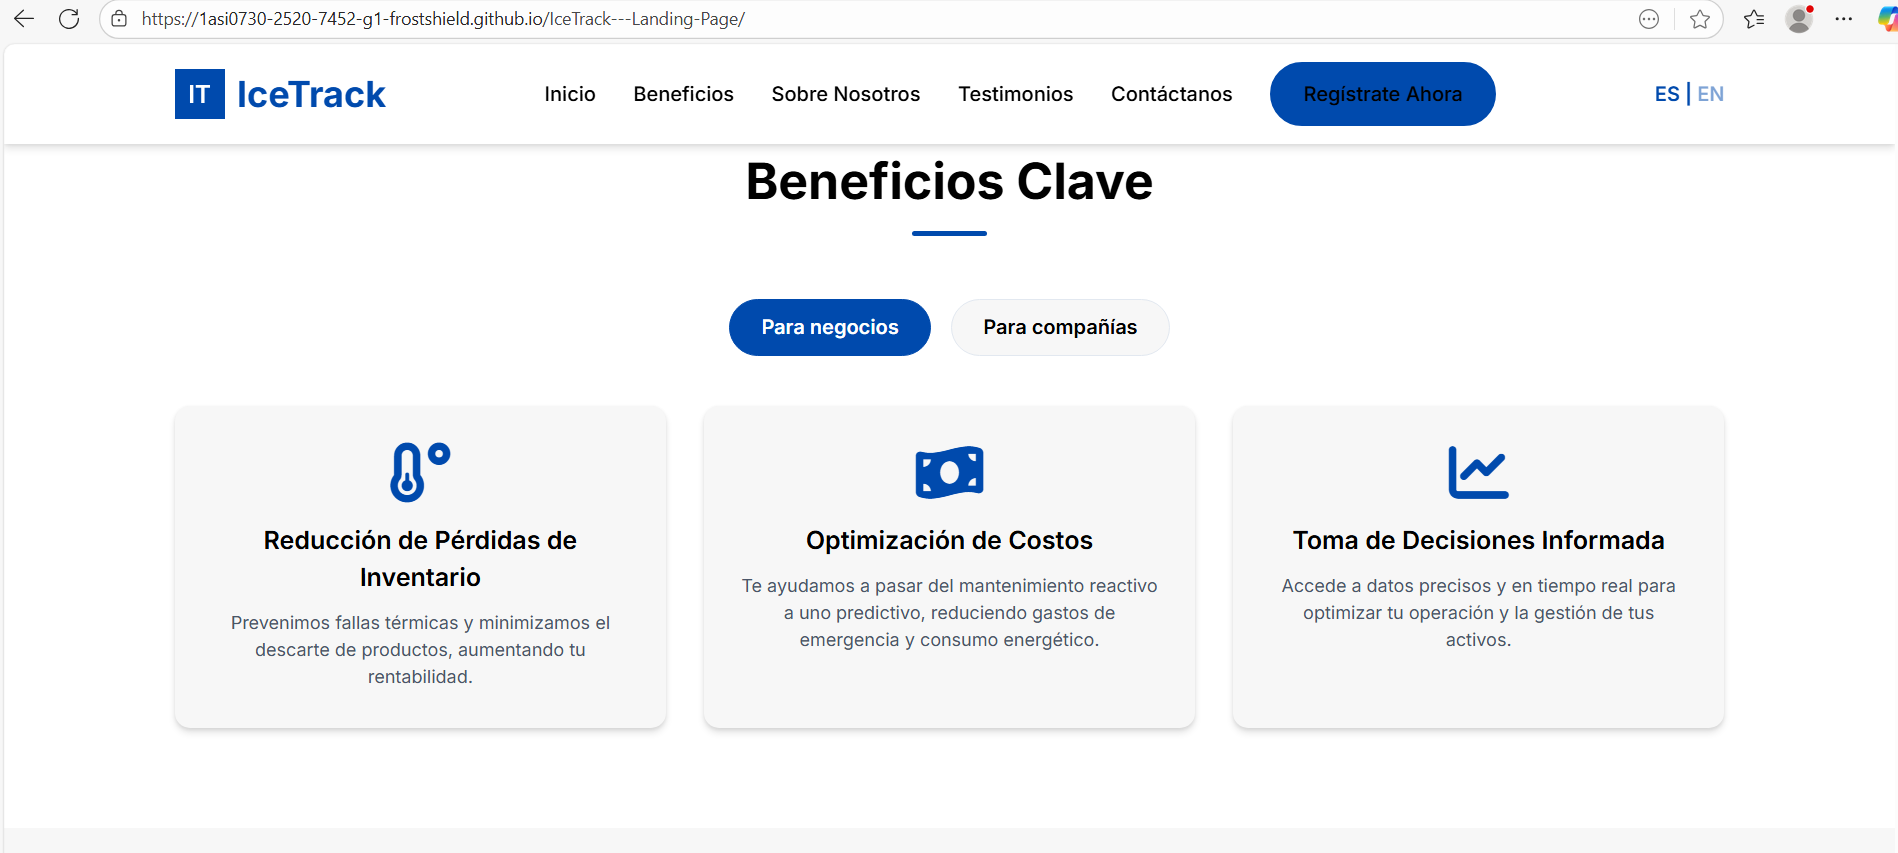 https://1asi0730-2520-7452-g1-frostshield.github.io/IceTrack---Landing-Page/
IT IceTrack Inicio Beneficios Sobre Nosotros Testimonios Contáctanos Regístrate Ahora ES | EN
Beneficios Clave
Para negocios Para compañías
Reducción de Pérdidas de
Inventario
Prevenimos fallas térmicas y minimizamos el
descarte de productos, aumentando tu
rentabilidad.
Optimización de Costos
Te ayudamos a pasar del mantenimiento reactivo
a uno predictivo, reduciendo gastos de
emergencia y consumo energético.
Toma de Decisiones Informada
Accede a datos precisos y en tiempo real para
optimizar tu operación y la gestión de tus
activos.